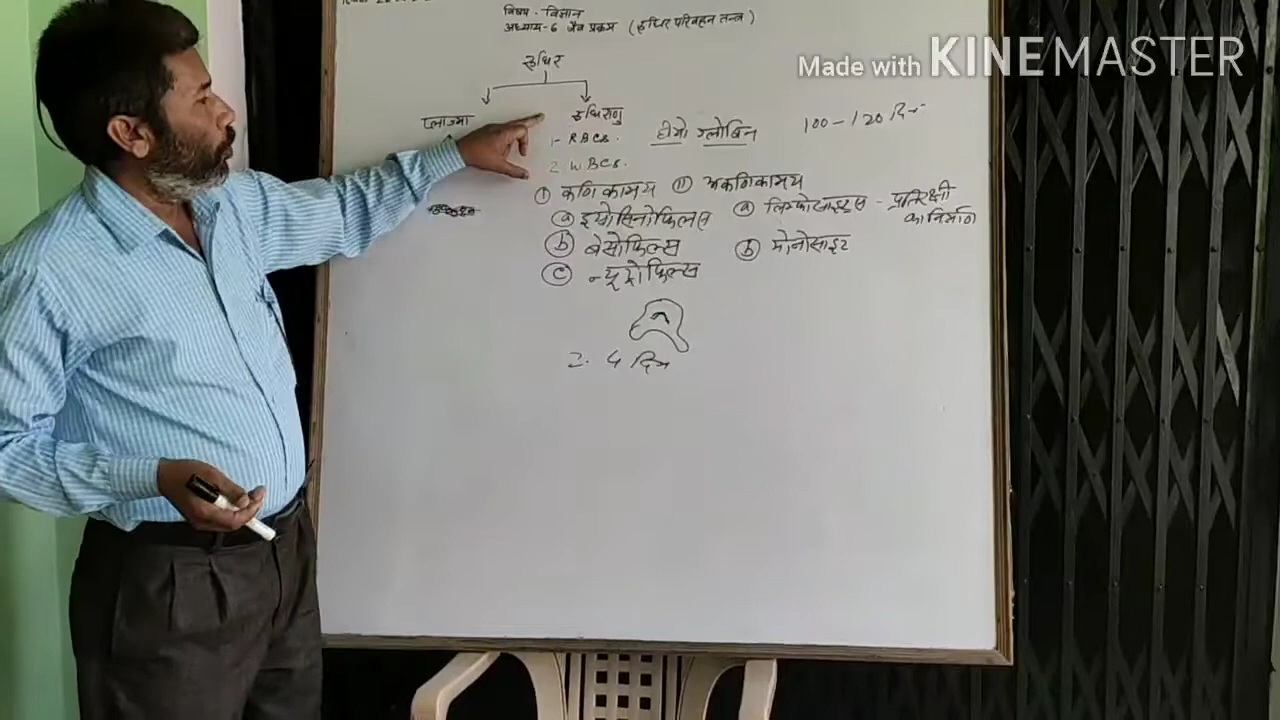 विषय - विज्ञान
अध्याय-6 जैव प्रक्रम (रुधिर परिवहन तन्त्र)
Made with KINEMASTER
रुधिर
प्लाज्मा रुधिराणु
1- RBCs. हीमो ग्लोबिन 100-120 दिन
2. WBCs.
(i) कणिकामय (ii) अकणिकामय
(a) इयोसिनोफिलस (a) लिम्फोसाइट्स - प्रतिरक्षी का निर्माण
(b) बेसोफिल्स (b) मोनोसाइट
(c) न्यूट्रोफिल्स
2- 4 दिन